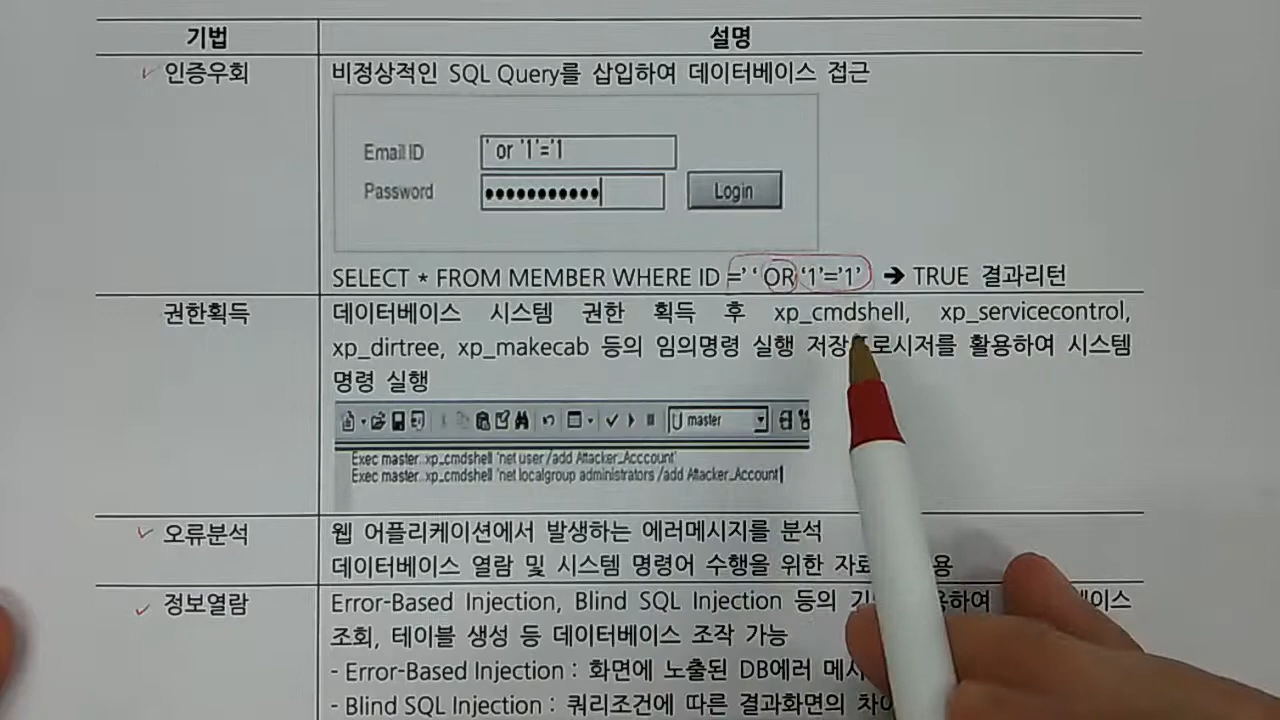 기법 설명
인증우회 비정상적인 SQL Query를 삽입하여 데이터베이스 접근
Email ID ' or '1'='1
Password Login
SELECT * FROM MEMBER WHERE ID =' ' OR '1'='1' ➔ TRUE 결과리턴
권한획득 데이터베이스 시스템 권한 획득 후 xp_cmdshell, xp_servicecontrol,
xp_dirtree, xp_makecab 등의 임의명령 실행 저장프로시저를 활용하여 시스템
명령 실행
master
Exec master..xp_cmdshell 'net user /add Attacker_Acccount'
Exec master..xp_cmdshell 'net localgroup administrators /add Attacker_Account
오류분석 웹 어플리케이션에서 발생하는 에러메시지를 분석
데이터베이스 열람 및 시스템 명령어 수행을 위한
정보열람 Error-Based Injection, Blind SQL Injection 등의
조회, 테이블 생성 등 데이터베이스 조작 가능
- Error-Based Injection : 화면에 노출된 DB에러
- Blind SQL Injection : 쿼리조건에 따른 결과화면의